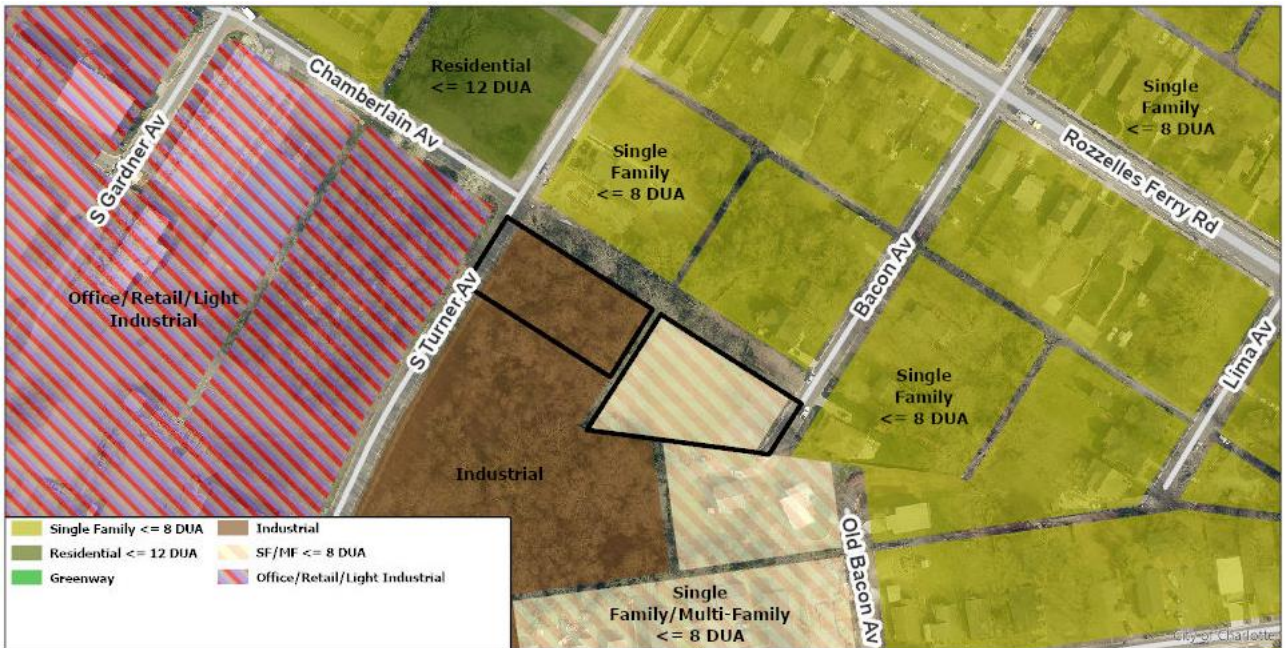 Chamberlain Av
S Gardner Av
Residential
<= 12 DUA
Single
Family
<= 8 DUA
Rozzelles Ferry Rd
Single
Family
<= 8 DUA
Office/Retail/Light
Industrial
S Turner Av
Bacon Av
Lima Av
Single
Family
<= 8 DUA
Industrial
Old Bacon Av
Single
Family/Multi-Family
<= 8 DUA
Single Family <= 8 DUA
Residential <= 12 DUA
Greenway
Industrial
SF/MF <= 8 DUA
Office/Retail/Light Industrial
City of Charlotte